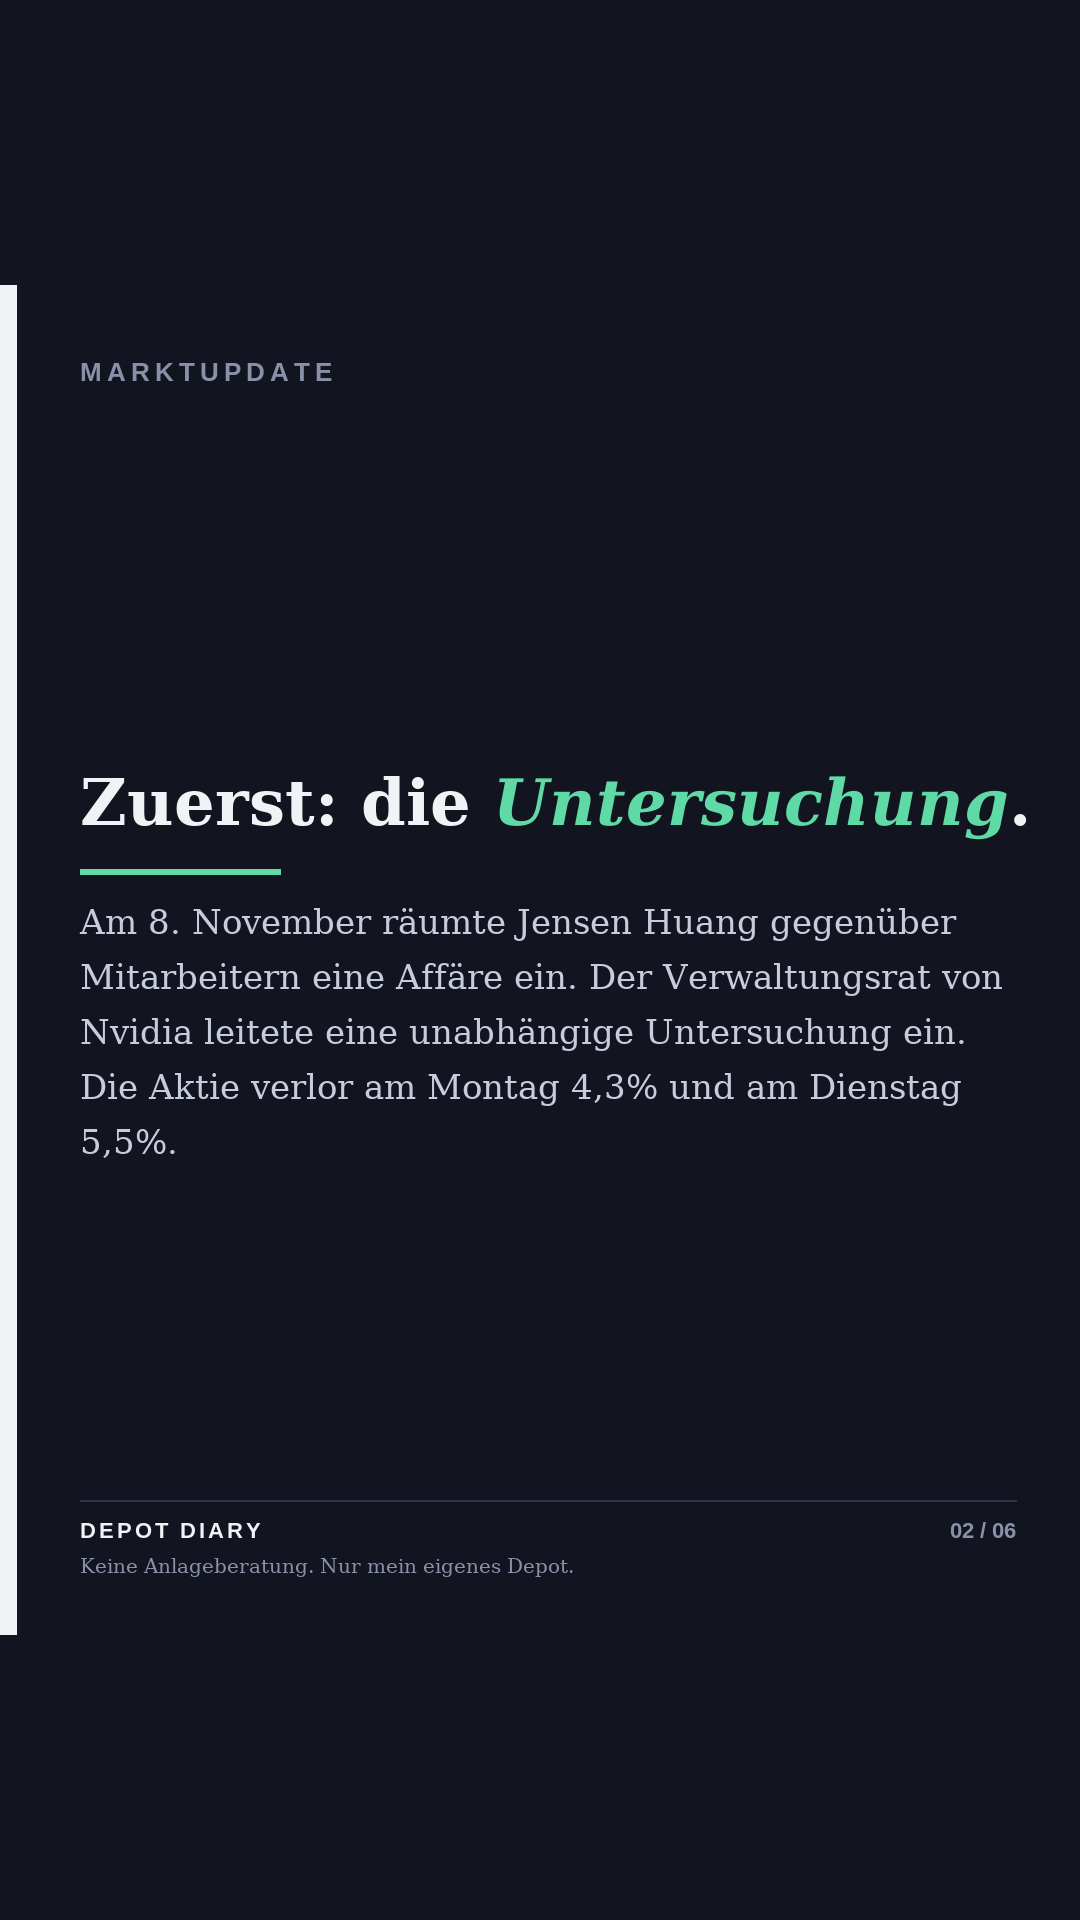 MARKTUPDATE
Zuerst: die Untersuchung.
Am 8. November räumte Jensen Huang gegenüber
Mitarbeitern eine Affäre ein. Der Verwaltungsrat von
Nvidia leitete eine unabhängige Untersuchung ein.
Die Aktie verlor am Montag 4,3% und am Dienstag
5,5%.
DEPOT DIARY
02 / 06
Keine Anlageberatung. Nur mein eigenes Depot.